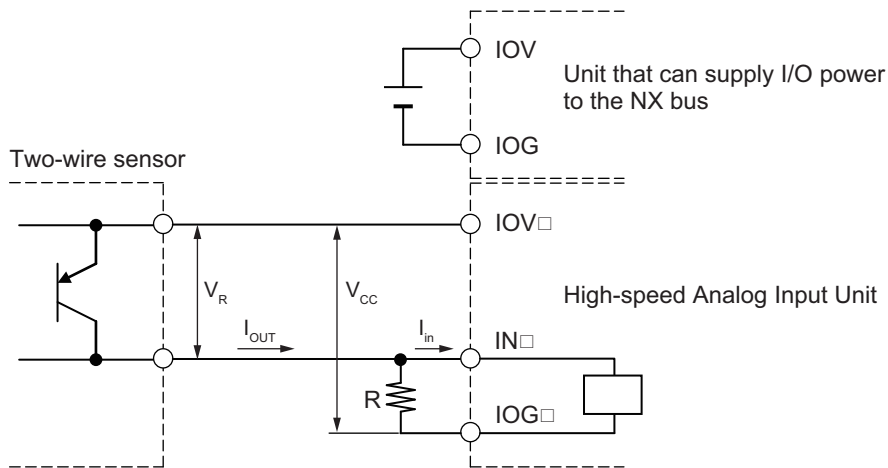 IOV
Unit that can supply I/O power
to the NX bus
IOG
Two-wire sensor
IOV□
V_R
V_CC
High-speed Analog Input Unit
I_OUT
I_in
IN□
R
IOG□